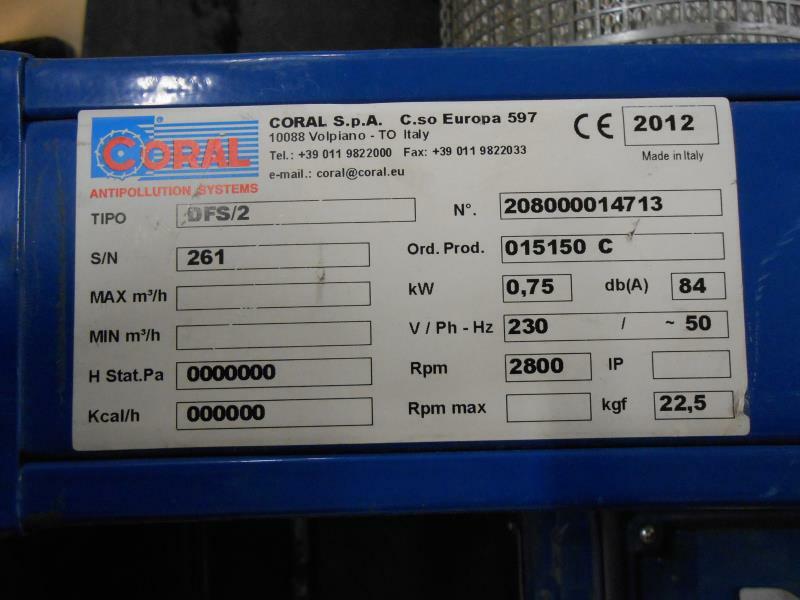 CORAL
ANTIPOLLUTION SYSTEMS
CORAL S.p.A. C.so Europa 597
10088 Volpiano - TO Italy
Tel.: +39 011 9822000 Fax: +39 011 9822033
e-mail.: coral@coral.eu
CE 2012
Made in Italy
TIPO DFS/2 N°. 208000014713
S/N 261 Ord. Prod. 015150 C
MAX m³/h kW 0,75 db(A) 84
MIN m³/h V / Ph - Hz 230 / ~ 50
H Stat.Pa 0000000 Rpm 2800 IP
Kcal/h 000000 Rpm max kgf 22,5